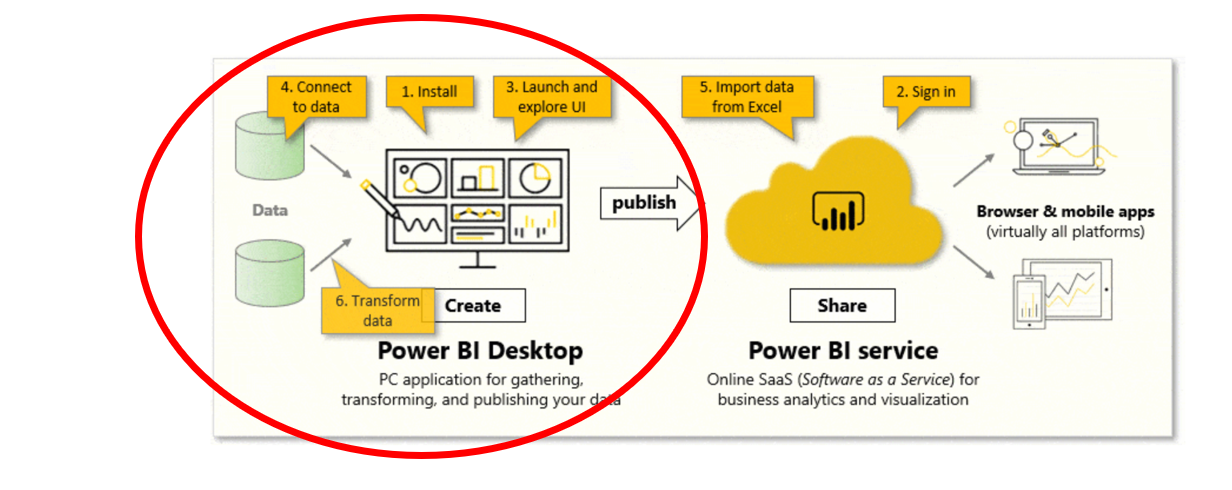 4. Connect
to data
1. Install
3. Launch and
explore UI
5. Import data
from Excel
2. Sign in
Data
publish
Browser & mobile apps
(virtually all platforms)
6. Transform
data
Create
Share
Power BI Desktop
PC application for gathering,
transforming, and publishing your data
Power BI service
Online SaaS (Software as a Service) for
business analytics and visualization